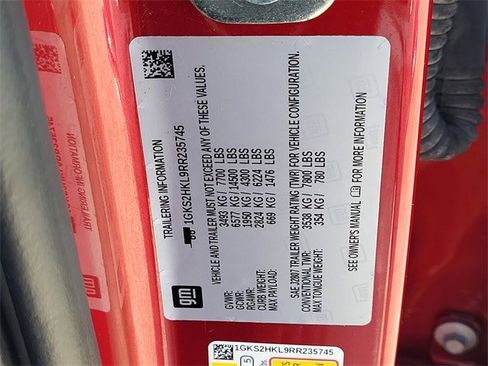 TRAILERING INFORMATION
1GKS2HKL9RR235745
VEHICLE AND TRAILER MUST NOT EXCEED ANY OF THESE VALUES.
GVWR: 3493 KG / 7700 LBS
GCWR: 6577 KG / 14500 LBS
RGAWR: 1950 KG / 4300 LBS
CURB WEIGHT: 2824 KG / 6224 LBS
MAX PAYLOAD: 669 KG / 1476 LBS
SAE J2807 TRAILER WEIGHT RATING (TWR) FOR VEHICLE CONFIGURATION.
CONVENTIONAL TWR: 3538 KG / 7800 LBS
MAX TONGUE WEIGHT: 354 KG / 780 LBS
SEE OWNER'S MANUAL FOR MORE INFORMATION
gm
1GKS2HKL9RR235745